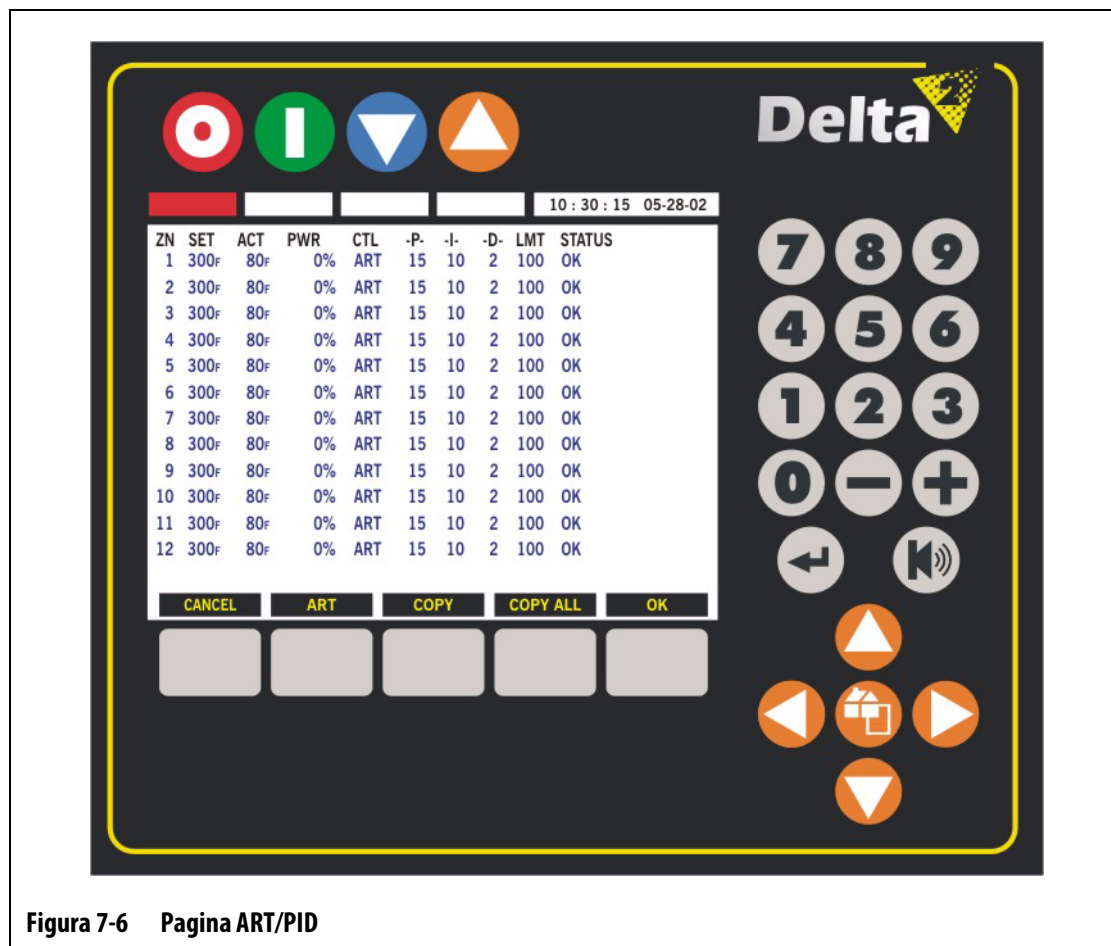 Delta 2
10 : 30 : 15 05-28-02
ZN SET ACT PWR CTL -P- -I- -D- LMT STATUS
1 300F 80F 0% ART 15 10 2 100 OK
2 300F 80F 0% ART 15 10 2 100 OK
3 300F 80F 0% ART 15 10 2 100 OK
4 300F 80F 0% ART 15 10 2 100 OK
5 300F 80F 0% ART 15 10 2 100 OK
6 300F 80F 0% ART 15 10 2 100 OK
7 300F 80F 0% ART 15 10 2 100 OK
8 300F 80F 0% ART 15 10 2 100 OK
9 300F 80F 0% ART 15 10 2 100 OK
10 300F 80F 0% ART 15 10 2 100 OK
11 300F 80F 0% ART 15 10 2 100 OK
12 300F 80F 0% ART 15 10 2 100 OK
CANCEL ART COPY COPY ALL OK
7 8 9
4 5 6
1 2 3
0 − +
Figura 7-6 Pagina ART/PID